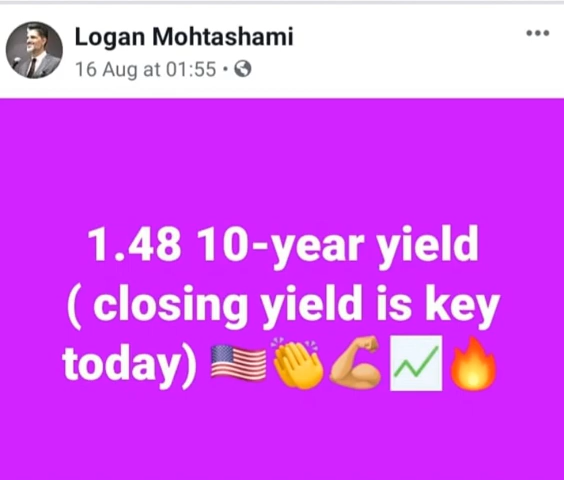 Logan Mohtashami
16 Aug at 01:55 ·
1.48 10-year yield
( closing yield is key
today) 🇺🇸👏💪📈🔥